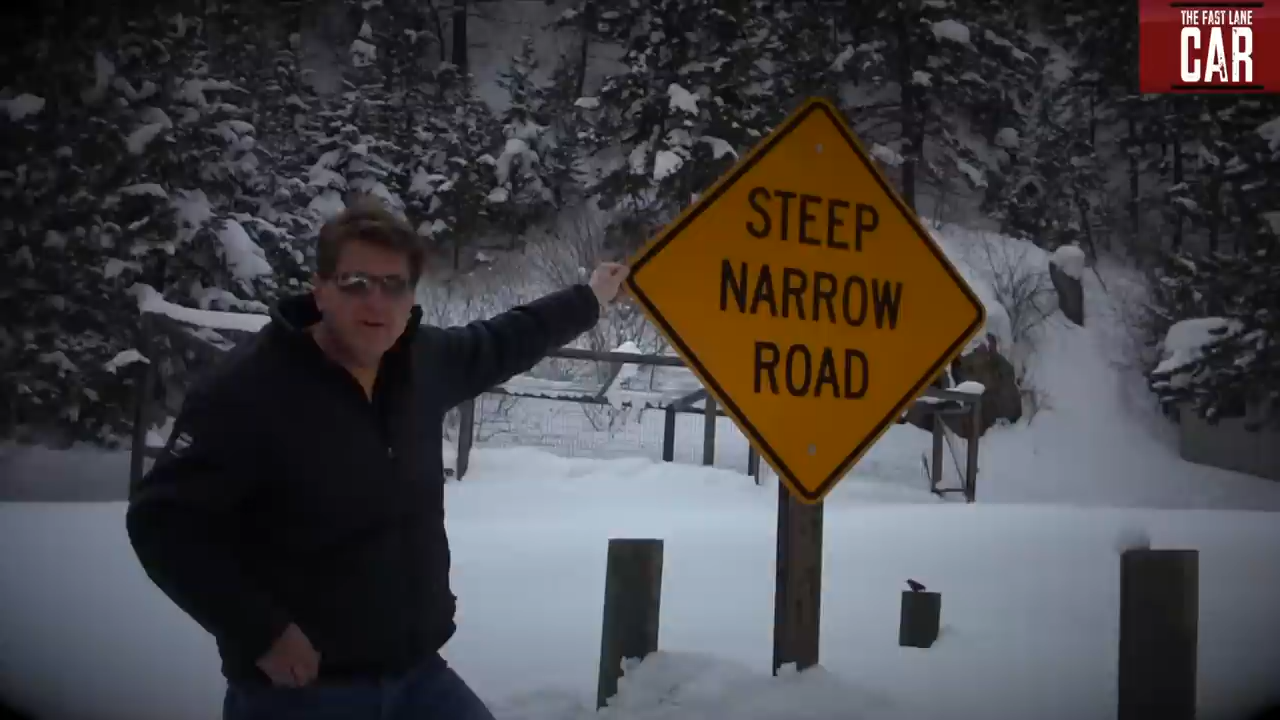 THE FAST LANE
CAR
STEEP
NARROW
ROAD